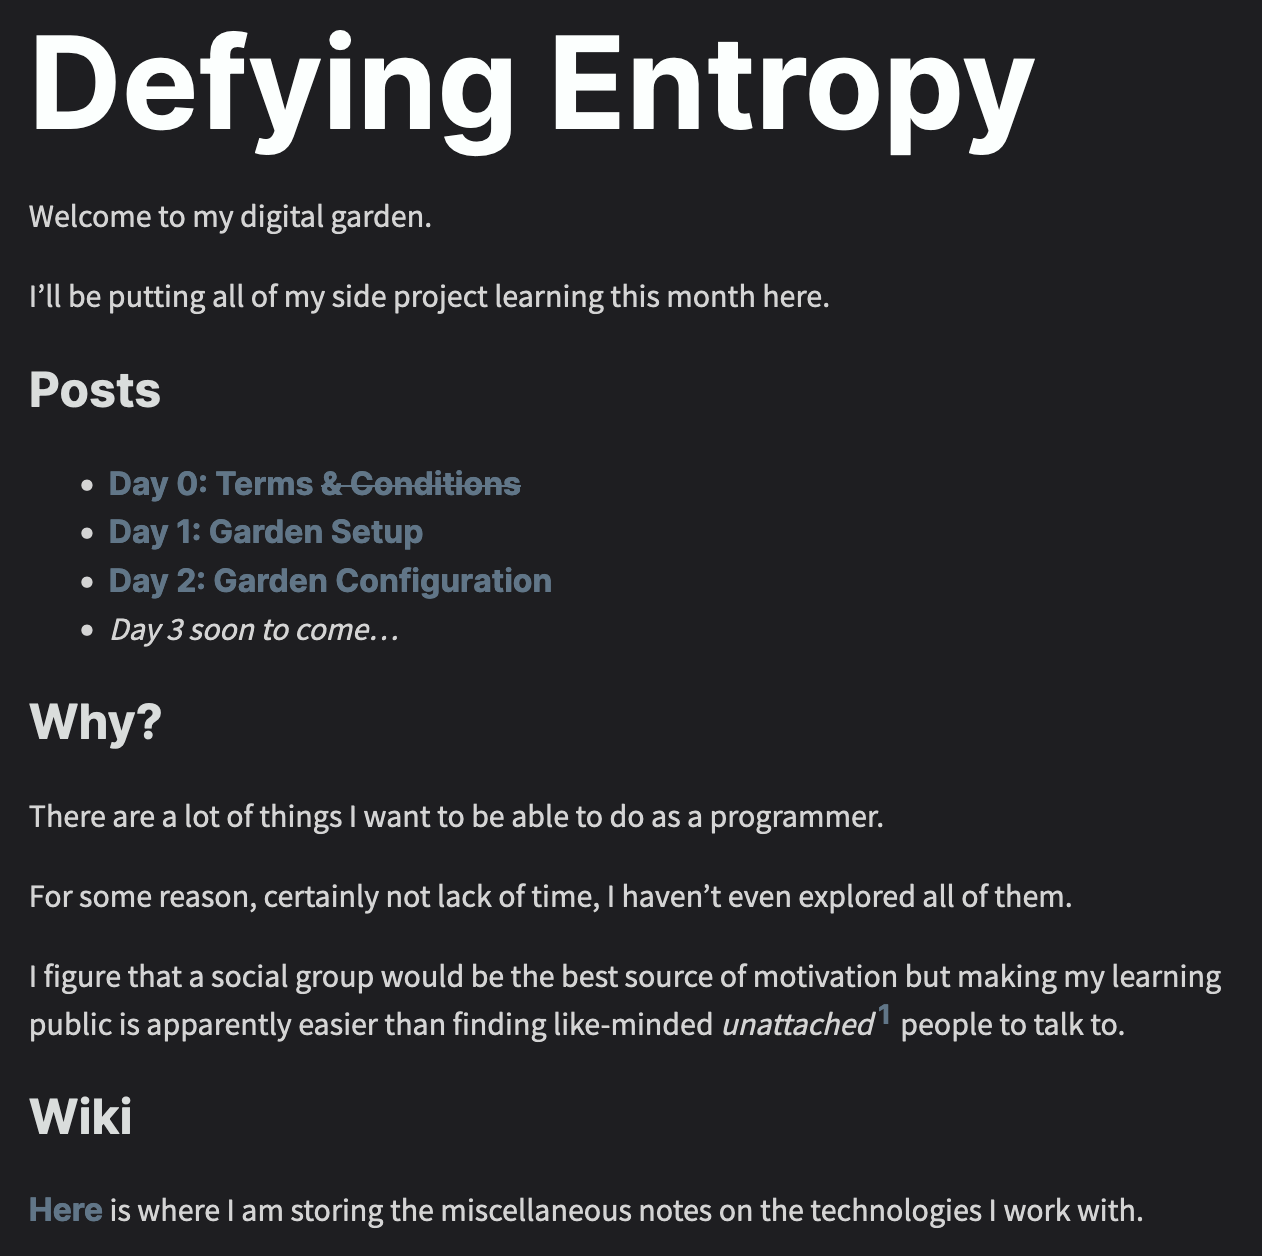 Defying Entropy
Welcome to my digital garden.
I’ll be putting all of my side project learning this month here.
Posts
• Day 0: Terms & Conditions
• Day 1: Garden Setup
• Day 2: Garden Configuration
• Day 3 soon to come…
Why?
There are a lot of things I want to be able to do as a programmer.
For some reason, certainly not lack of time, I haven’t even explored all of them.
I figure that a social group would be the best source of motivation but making my learning
public is apparently easier than finding like-minded unattached1 people to talk to.
Wiki
Here is where I am storing the miscellaneous notes on the technologies I work with.